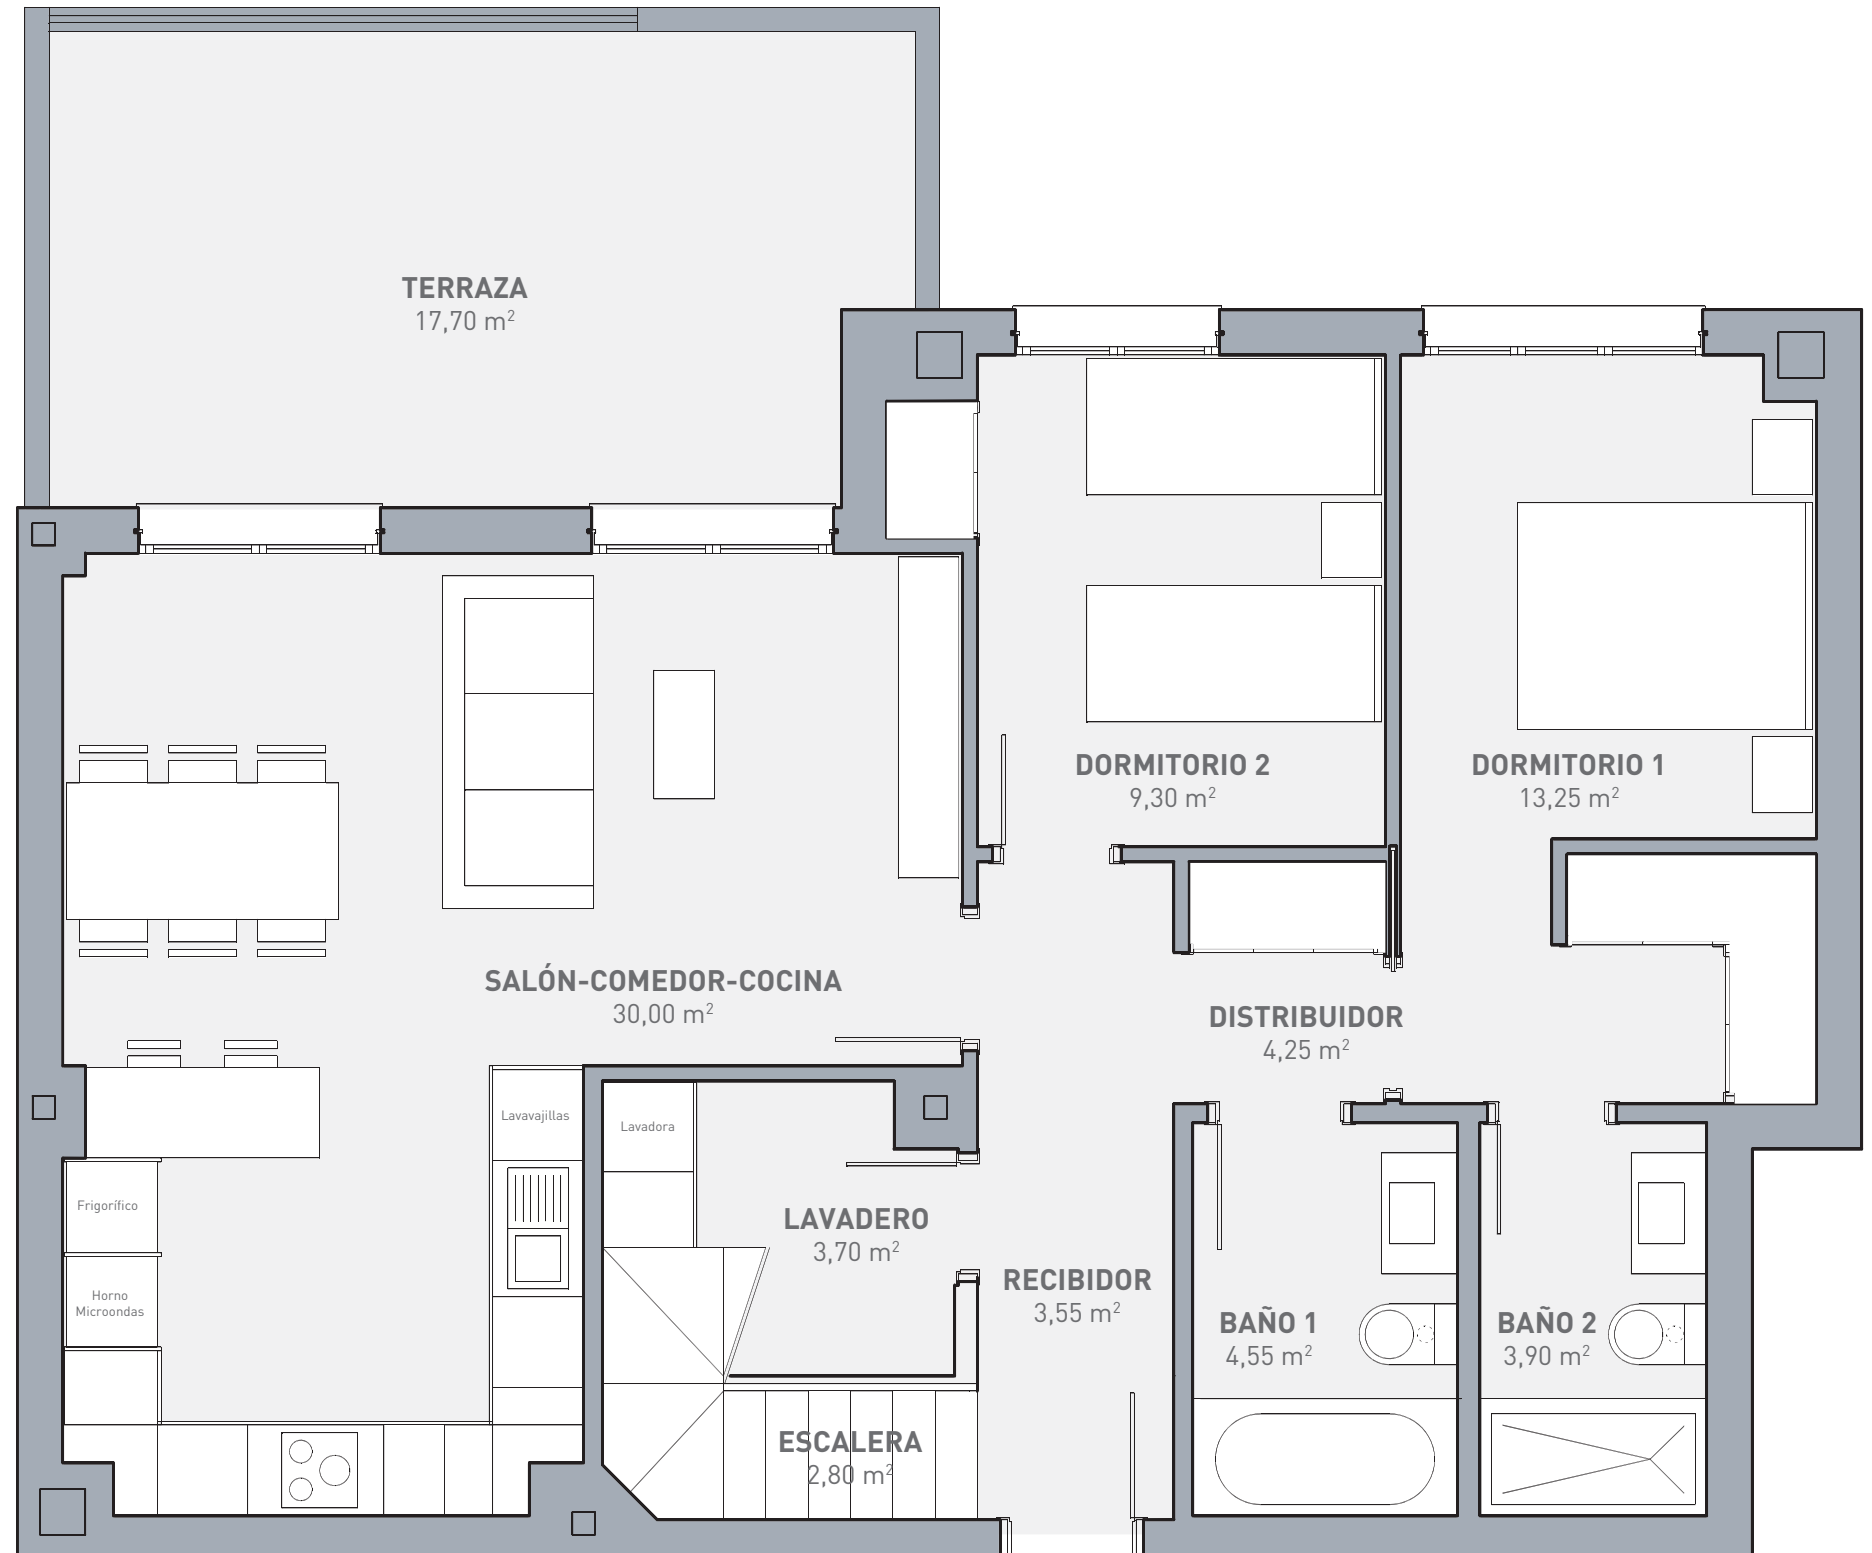 TERRAZA
17,70 m²
DORMITORIO 2
9,30 m²
DORMITORIO 1
13,25 m²
SALÓN-COMEDOR-COCINA
30,00 m²
DISTRIBUIDOR
4,25 m²
Lavavajillas
Lavadora
Frigorífico
LAVADERO
3,70 m²
Horno
Microondas
RECIBIDOR
3,55 m²
BAÑO 1
4,55 m²
BAÑO 2
3,90 m²
ESCALERA
2,80 m²